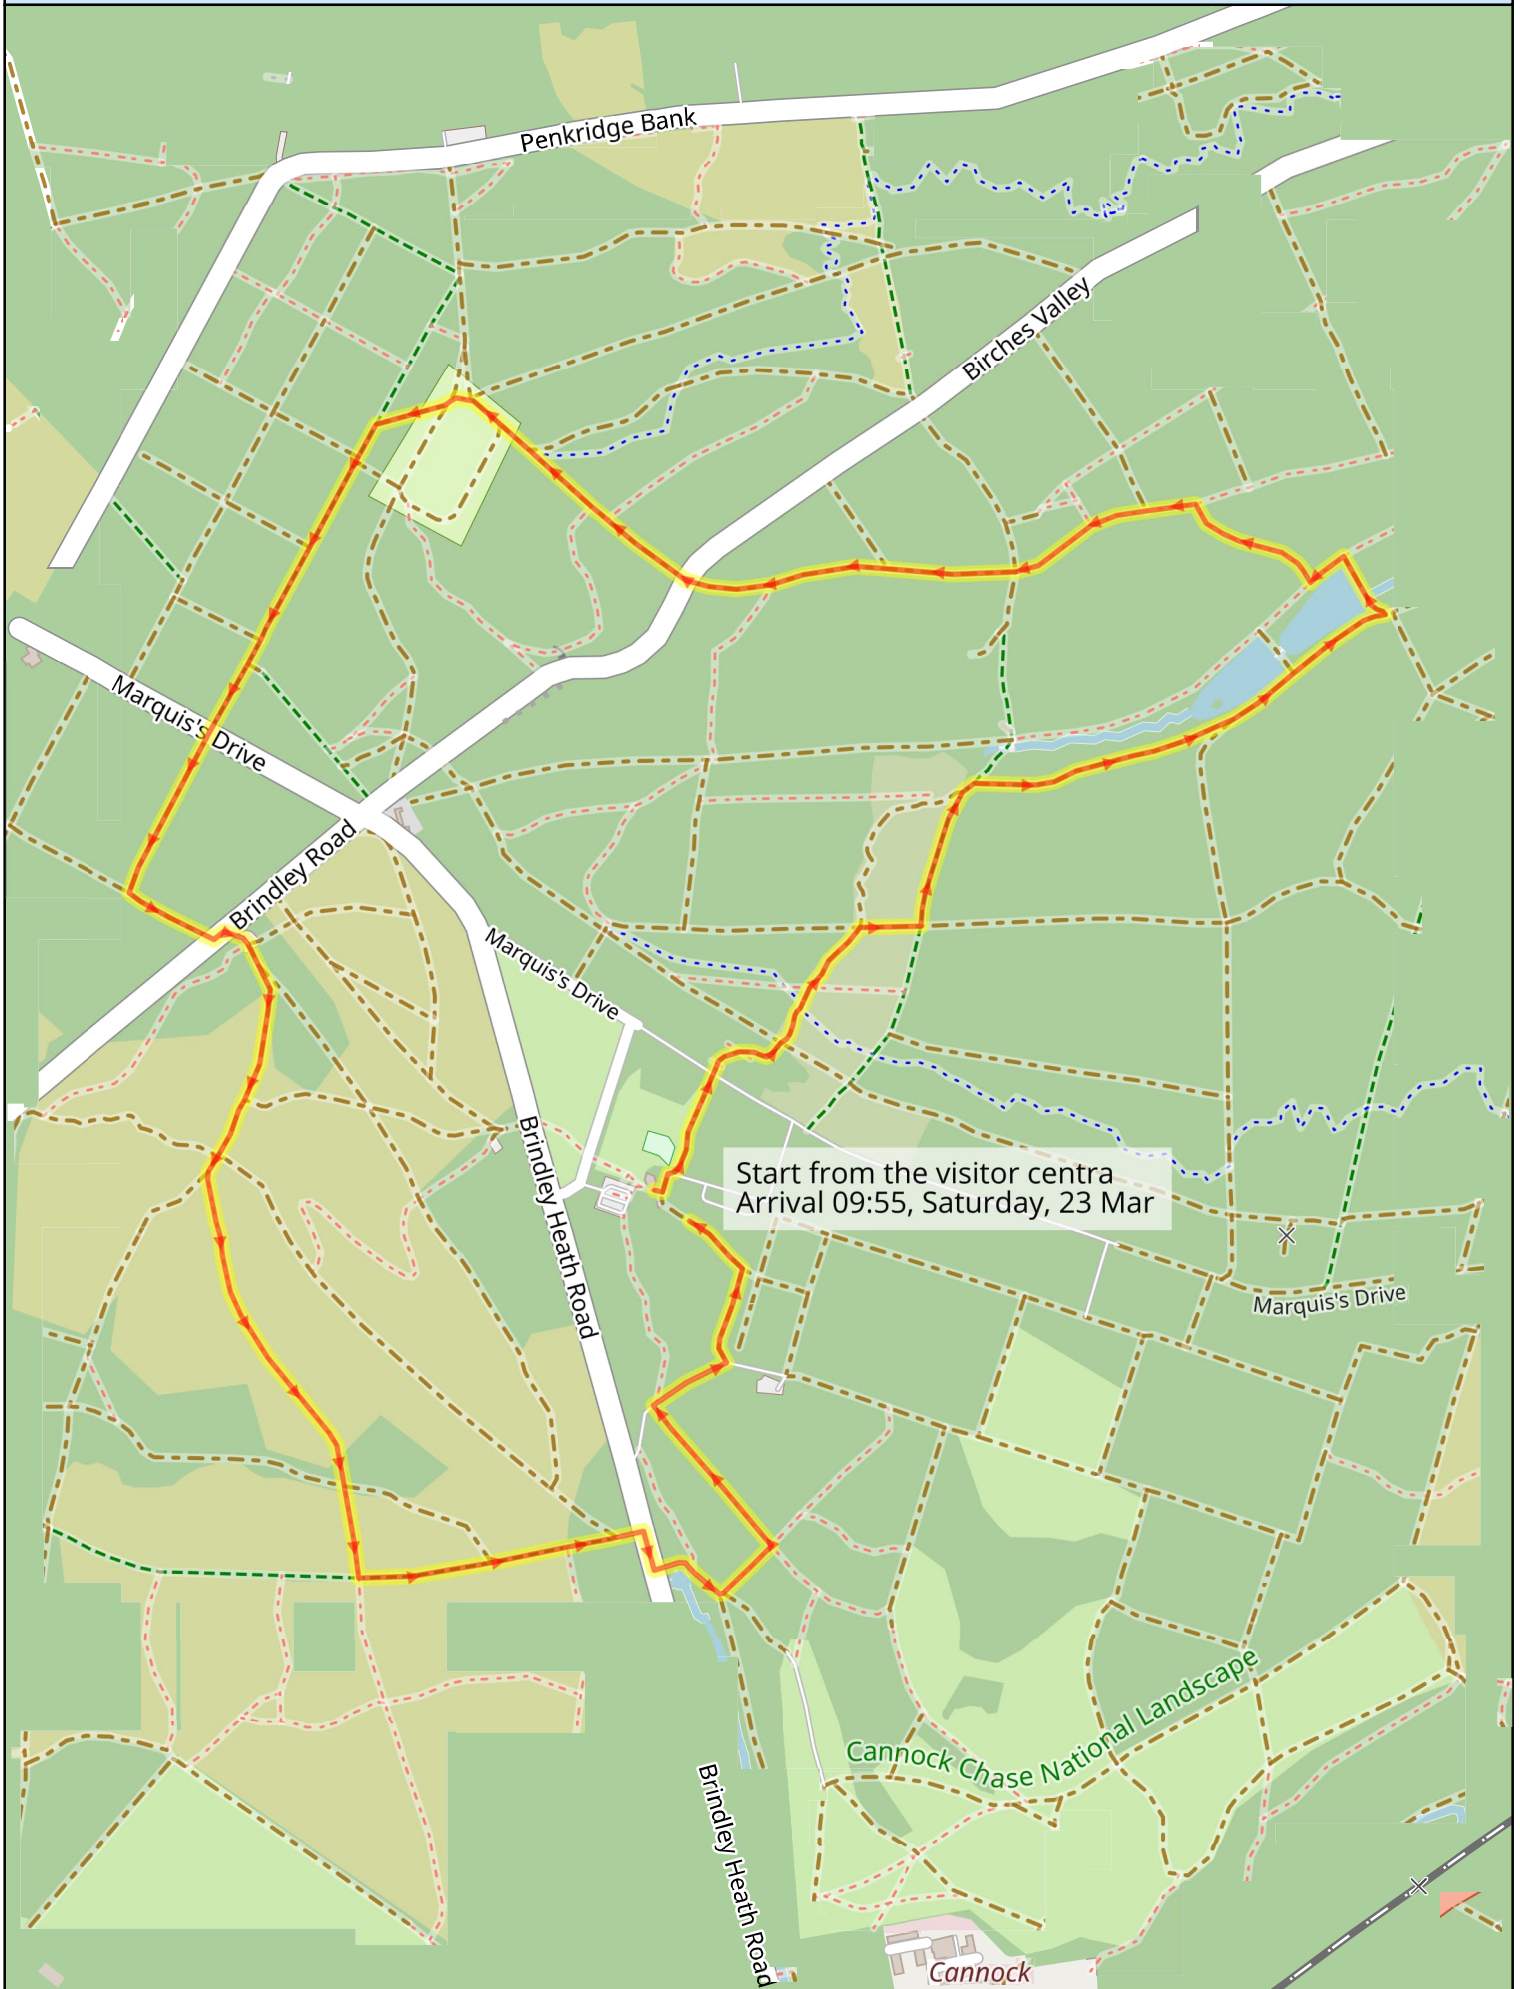 Penkridge Bank
Birches Valley
Marquis's Drive
Brindley Road
Marquis's Drive
Brindley Heath Road
Start from the visitor centra
Arrival 09:55, Saturday, 23 Mar
Marquis's Drive
Cannock Chase National Landscape
Brindley Heath Road
Cannock